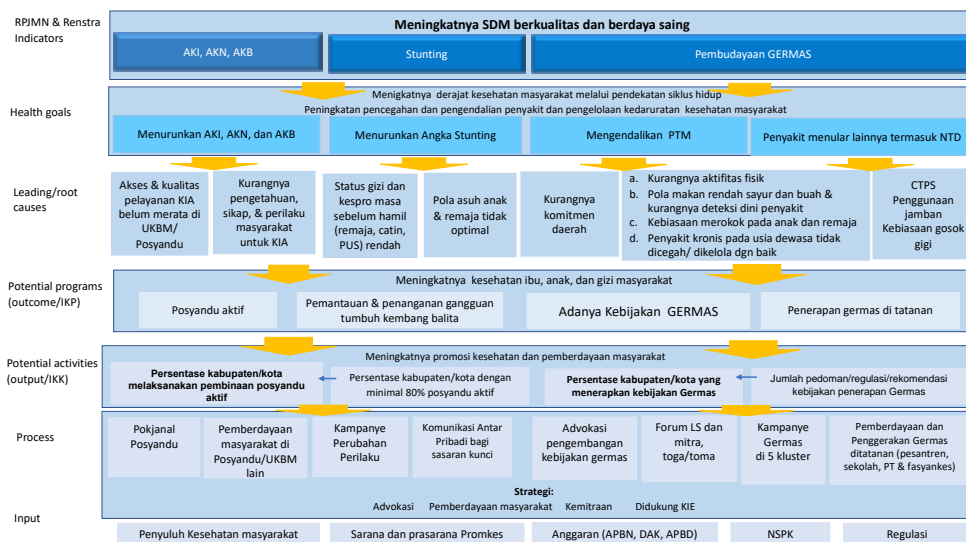 RPJMN & Renstra
Indicators
Meningkatnya SDM berkualitas dan berdaya saing
AKI, AKN, AKB
Stunting
Pembudayaan GERMAS
Health goals
Menigkatnya derajat kesehatan masyarakat melalui pendekatan siklus hidup
Peningkatan pencegahan dan pengendalian penyakit dan pengelolaan kedaruratan kesehatan masyarakat
Menurunkan AKI, AKN, dan AKB
Menurunkan Angka Stunting
Mengendalikan PTM
Penyakit menular lainnya termasuk NTD
Leading/root
causes
Akses & kualitas
pelayanan KIA
belum merata di
UKBM/
Posyandu
Kurangnya
pengetahuan,
sikap, & perilaku
masyarakat
untuk KIA
Status gizi dan
kespro masa
sebelum hamil
(remaja, catin,
PUS) rendah
Pola asuh anak
& remaja tidak
optimal
Kurangnya
komitmen
daerah
a. Kurangnya aktifitas fisik
b. Pola makan rendah sayur dan buah &
kurangnya deteksi dini penyakit
c. Kebiasaan merokok pada anak dan remaja
d. Penyakit kronis pada usia dewasa tidak
dicegah/ dikelola dgn baik
CTPS
Penggunaan
jamban
Kebiasaan gosok
gigi
Potential programs
(outcome/IKP)
Meningkatnya kesehatan ibu, anak, dan gizi masyarakat
Posyandu aktif
Pemantauan & penanganan gangguan
tumbuh kembang balita
Adanya Kebijakan GERMAS
Penerapan germas di tatanan
Potential activities
(output/IKK)
Meningkatnya promosi kesehatan dan pemberdayaan masyarakat
Persentase kabupaten/kota
melaksanakan pembinaan posyandu
aktif
Persentase kabupaten/kota dengan
minimal 80% posyandu aktif
Persentase kabupaten/kota yang
menerapkan kebijakan Germas
Jumlah pedoman/regulasi/rekomendasi
kebijakan penerapan Germas
Process
Pokjanal
Posyandu
Pemberdayaan
masyarakat di
Posyandu/UKBM
lain
Kampanye
Perubahan
Perilaku
Komunikasi Antar
Pribadi bagi
sasaran kunci
Advokasi
pengembangan
kebijakan germas
Forum LS dan
mitra,
toga/toma
Kampanye
Germas
di 5 kluster
Pemberdayaan dan
Penggerakan Germas
ditatanan (pesantren,
sekolah, PT & fasyankes)
Strategi:
Advokasi Pemberdayaan masyarakat Kemitraan Didukung KIE
Input
Penyuluh Kesehatan masyarakat
Sarana dan prasarana Promkes
Anggaran (APBN, DAK, APBD)
NSPK
Regulasi